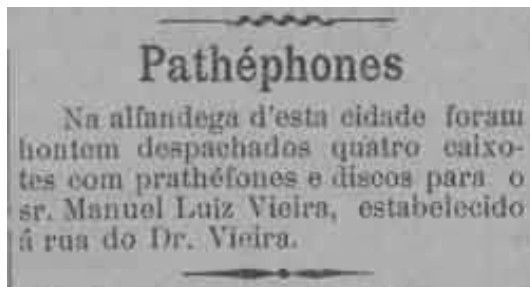 Pathéphones
Na alfandega d'esta cidade foram
hontem despachados quatro caixo-
tes com prathéfones e discos para o
sr. Manuel Luiz Vieira, estabelecido
á rua do Dr. Vieira.